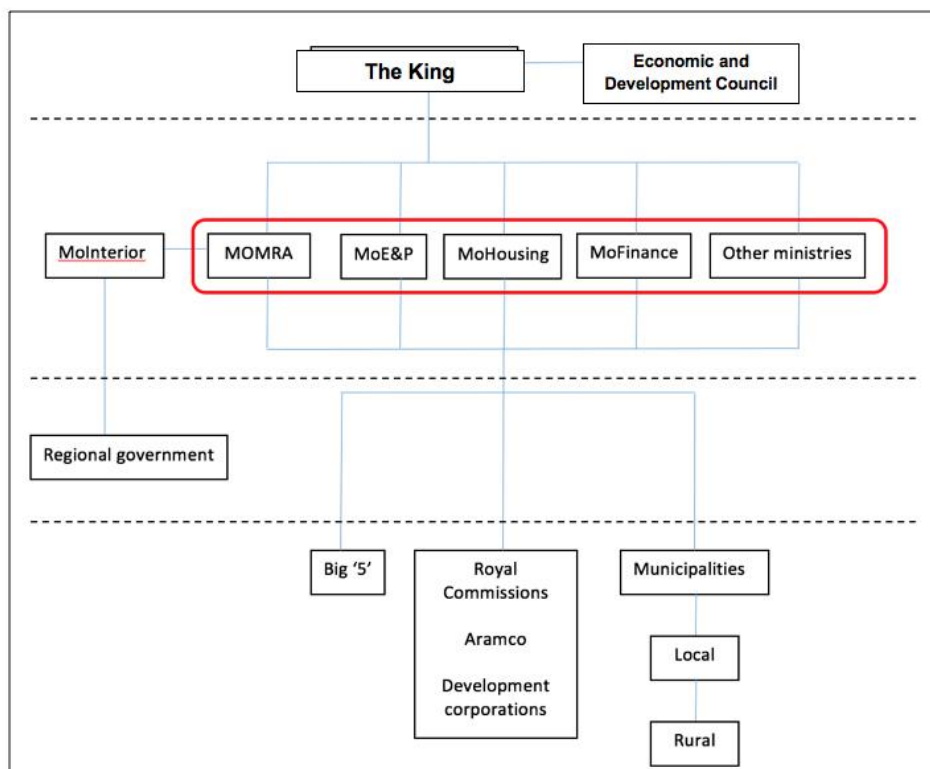 The King
Economic and
Development Council
MoInterior
MOMRA
MoE&P
MoHousing
MoFinance
Other ministries
Regional government
Big ‘5’
Royal
Commissions
Aramco
Development
corporations
Municipalities
Local
Rural